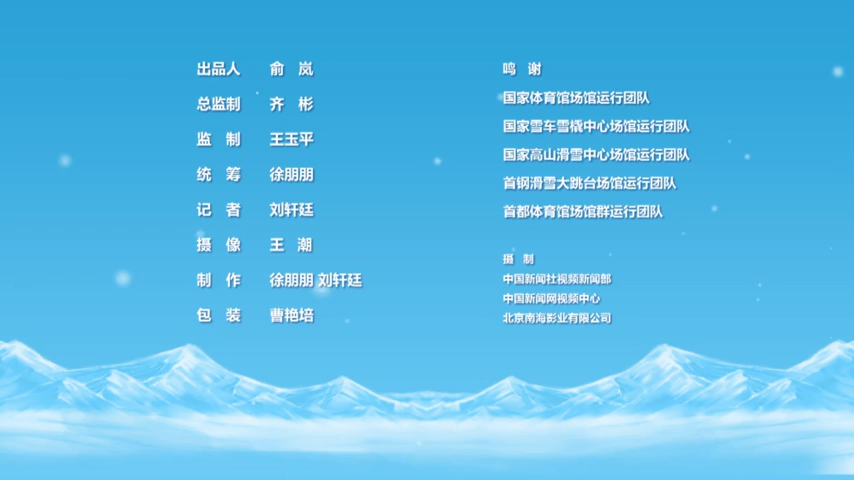 出品人 俞 岚
总监制 齐 彬
监 制 王玉平
统 筹 徐朋朋
记 者 刘轩廷
摄 像 王 潮
制 作 徐朋朋 刘轩廷
包 装 曹艳培
鸣 谢
国家体育馆场馆运行团队
国家雪车雪橇中心场馆运行团队
国家高山滑雪中心场馆运行团队
首钢滑雪大跳台场馆运行团队
首都体育馆场馆群运行团队
摄 制
中国新闻社视频新闻部
中国新闻网视频中心
北京南海影业有限公司